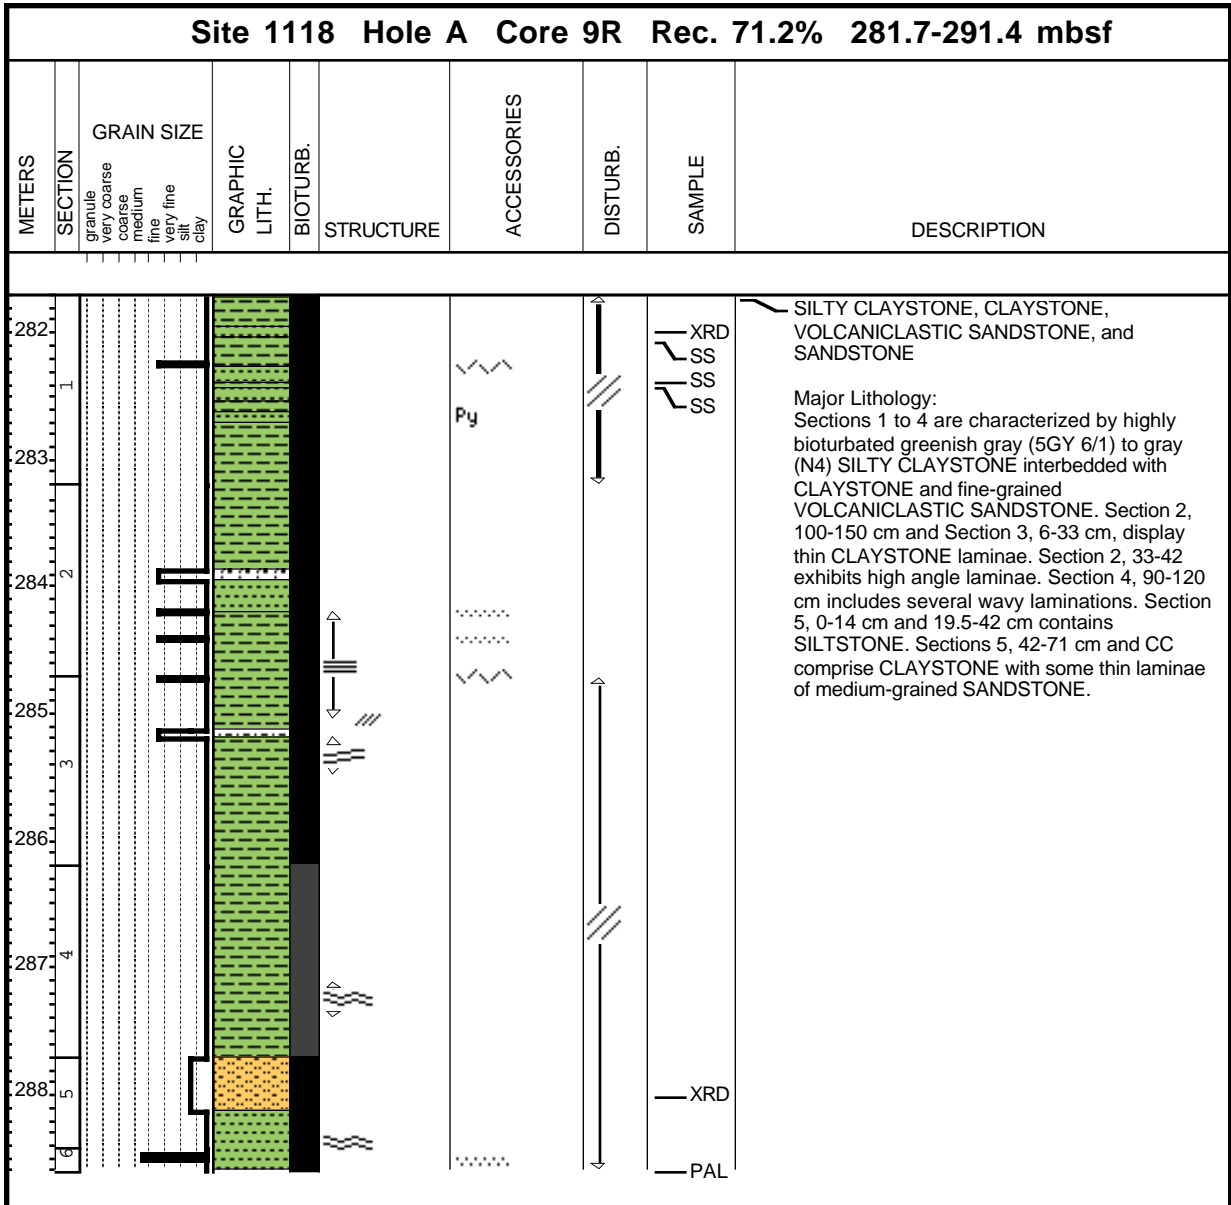 Site 1118 Hole A Core 9R Rec. 71.2% 281.7-291.4 mbsf
METERS
SECTION
GRAIN SIZE
granule
very coarse
coarse
medium
fine
very fine
silt
clay
GRAPHIC
LITH.
BIOTURB.
STRUCTURE
ACCESSORIES
DISTURB.
SAMPLE
DESCRIPTION
282
283
284
285
286
287
288
1
2
3
4
5
6
Py
XRD
SS
SS
SS
XRD
PAL
SILTY CLAYSTONE, CLAYSTONE,
VOLCANICLASTIC SANDSTONE, and
SANDSTONE
Major Lithology:
Sections 1 to 4 are characterized by highly
bioturbated greenish gray (5GY 6/1) to gray
(N4) SILTY CLAYSTONE interbedded with
CLAYSTONE and fine-grained
VOLCANICLASTIC SANDSTONE. Section 2,
100-150 cm and Section 3, 6-33 cm, display
thin CLAYSTONE laminae. Section 2, 33-42
exhibits high angle laminae. Section 4, 90-120
cm includes several wavy laminations. Section
5, 0-14 cm and 19.5-42 cm contains
SILTSTONE. Sections 5, 42-71 cm and CC
comprise CLAYSTONE with some thin laminae
of medium-grained SANDSTONE.